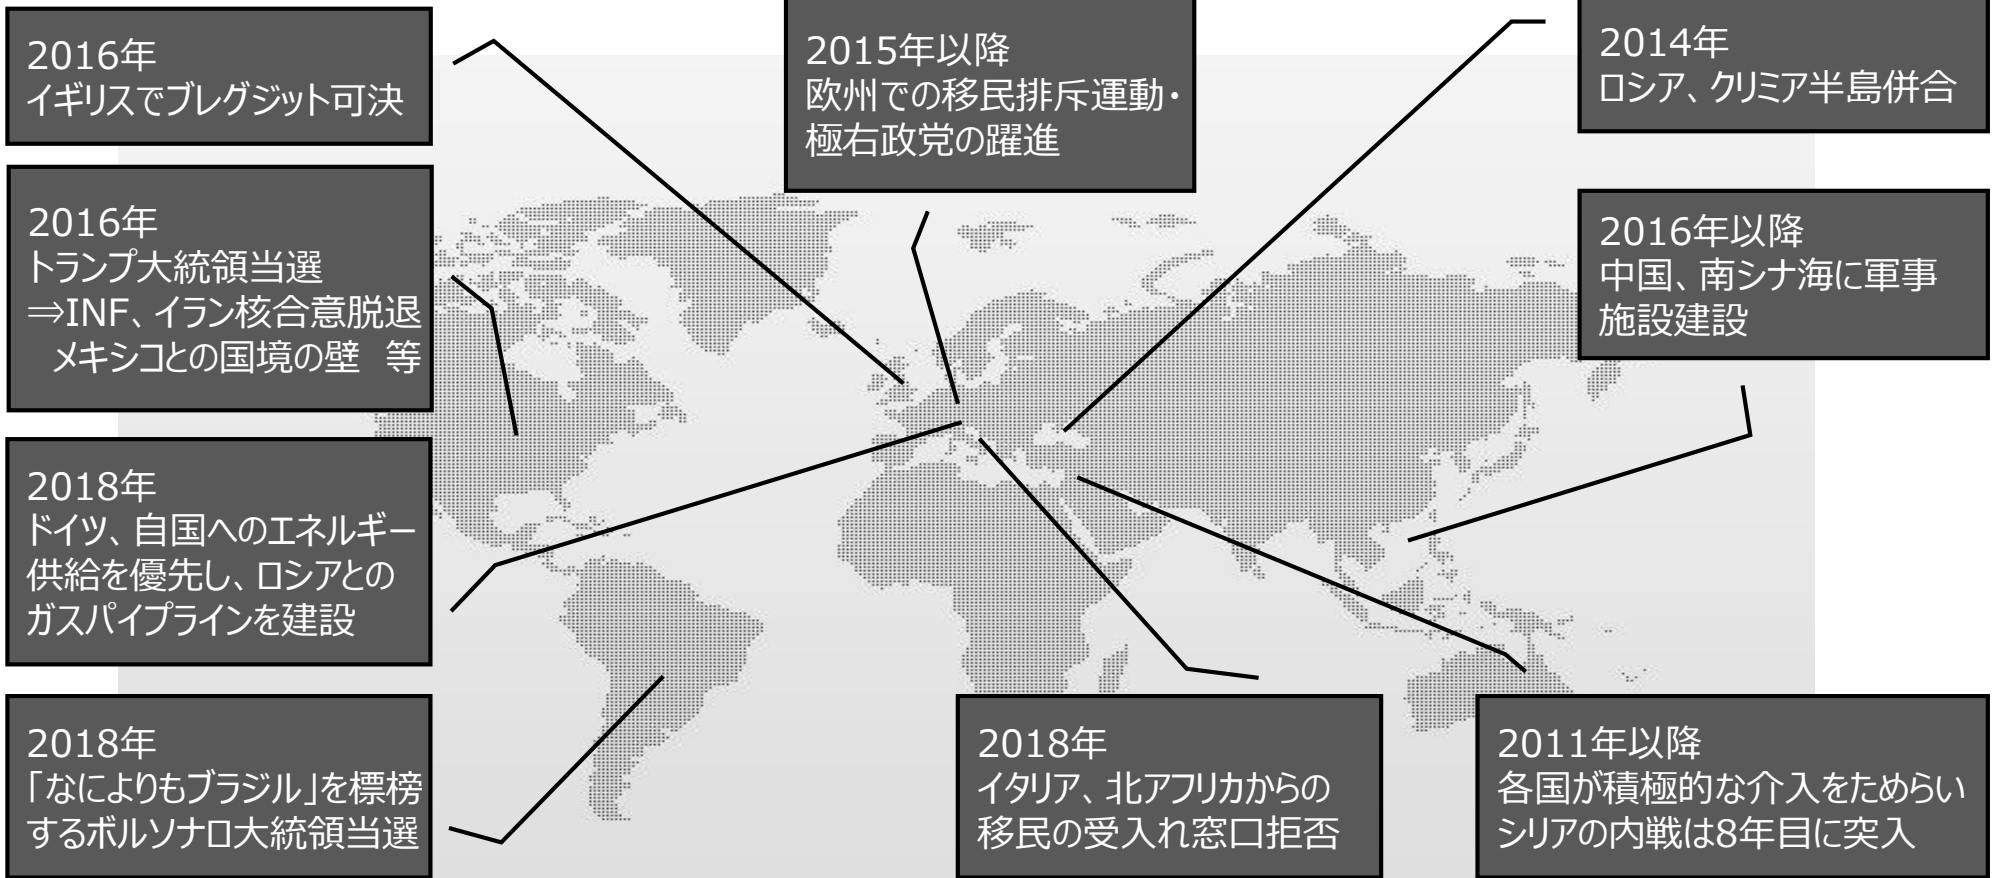 2016年
イギリスでブレグジット可決
2015年以降
欧州での移民排斥運動・
極右政党の躍進
2014年
ロシア、クリミア半島併合
2016年
トランプ大統領当選
⇒INF、イラン核合意脱退
メキシコとの国境の壁　等
2016年以降
中国、南シナ海に軍事
施設建設
2018年
ドイツ、自国へのエネルギー
供給を優先し、ロシアとの
ガスパイプラインを建設
2018年
「なによりもブラジル」を標榜
するボルソナロ大統領当選
2018年
イタリア、北アフリカからの
移民の受入れ窓口拒否
2011年以降
各国が積極的な介入をためらい
シリアの内戦は8年目に突入